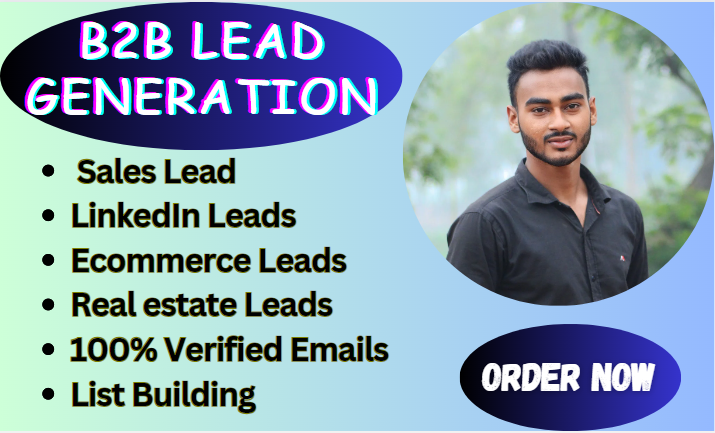 B2B LEAD
GENERATION
Sales Lead
LinkedIn Leads
Ecommerce Leads
Real estate Leads
100% Verified Emails
List Building
ORDER NOW